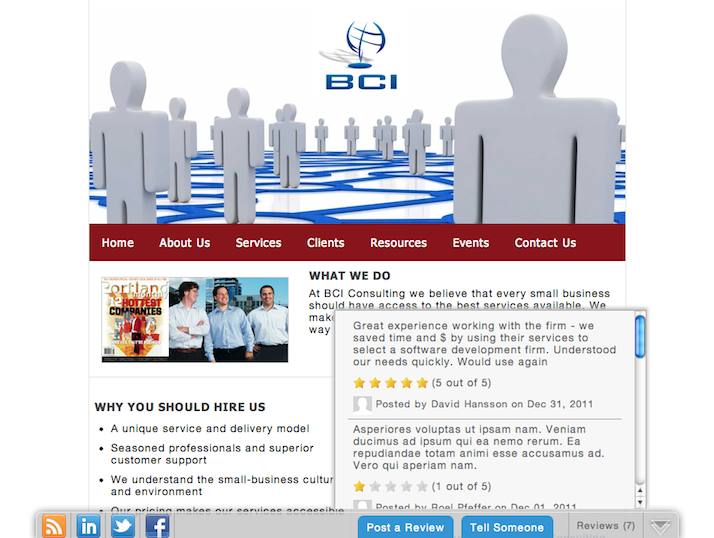 BCI
Home About Us Services Clients Resources Events Contact Us
Portland
monthly
HOTTEST
COMPANIES
WHAT WE DO
At BCI Consulting we believe that every small business
should have access to the best services available. We
way
Great experience working with the firm - we
saved time and $ by using their services to
select a software development firm. Understood
our needs quickly. Would use again
(5 out of 5)
Posted by David Hansson on Dec 31, 2011
Asperiores voluptas ut ipsam nam. Veniam
ducimus ad ipsum qui ea nemo rerum. Ea
repudiandae totam animi esse accusamus ad.
Vero qui aperiam nam.
(1 out of 5)
Posted by Roel Pfeffer on Dec 01, 2011
WHY YOU SHOULD HIRE US
A unique service and delivery model
Seasoned professionals and superior
customer support
We understand the small-business
and environment
Our pricing makes our services accessible
Post a Review Tell Someone Reviews (7)